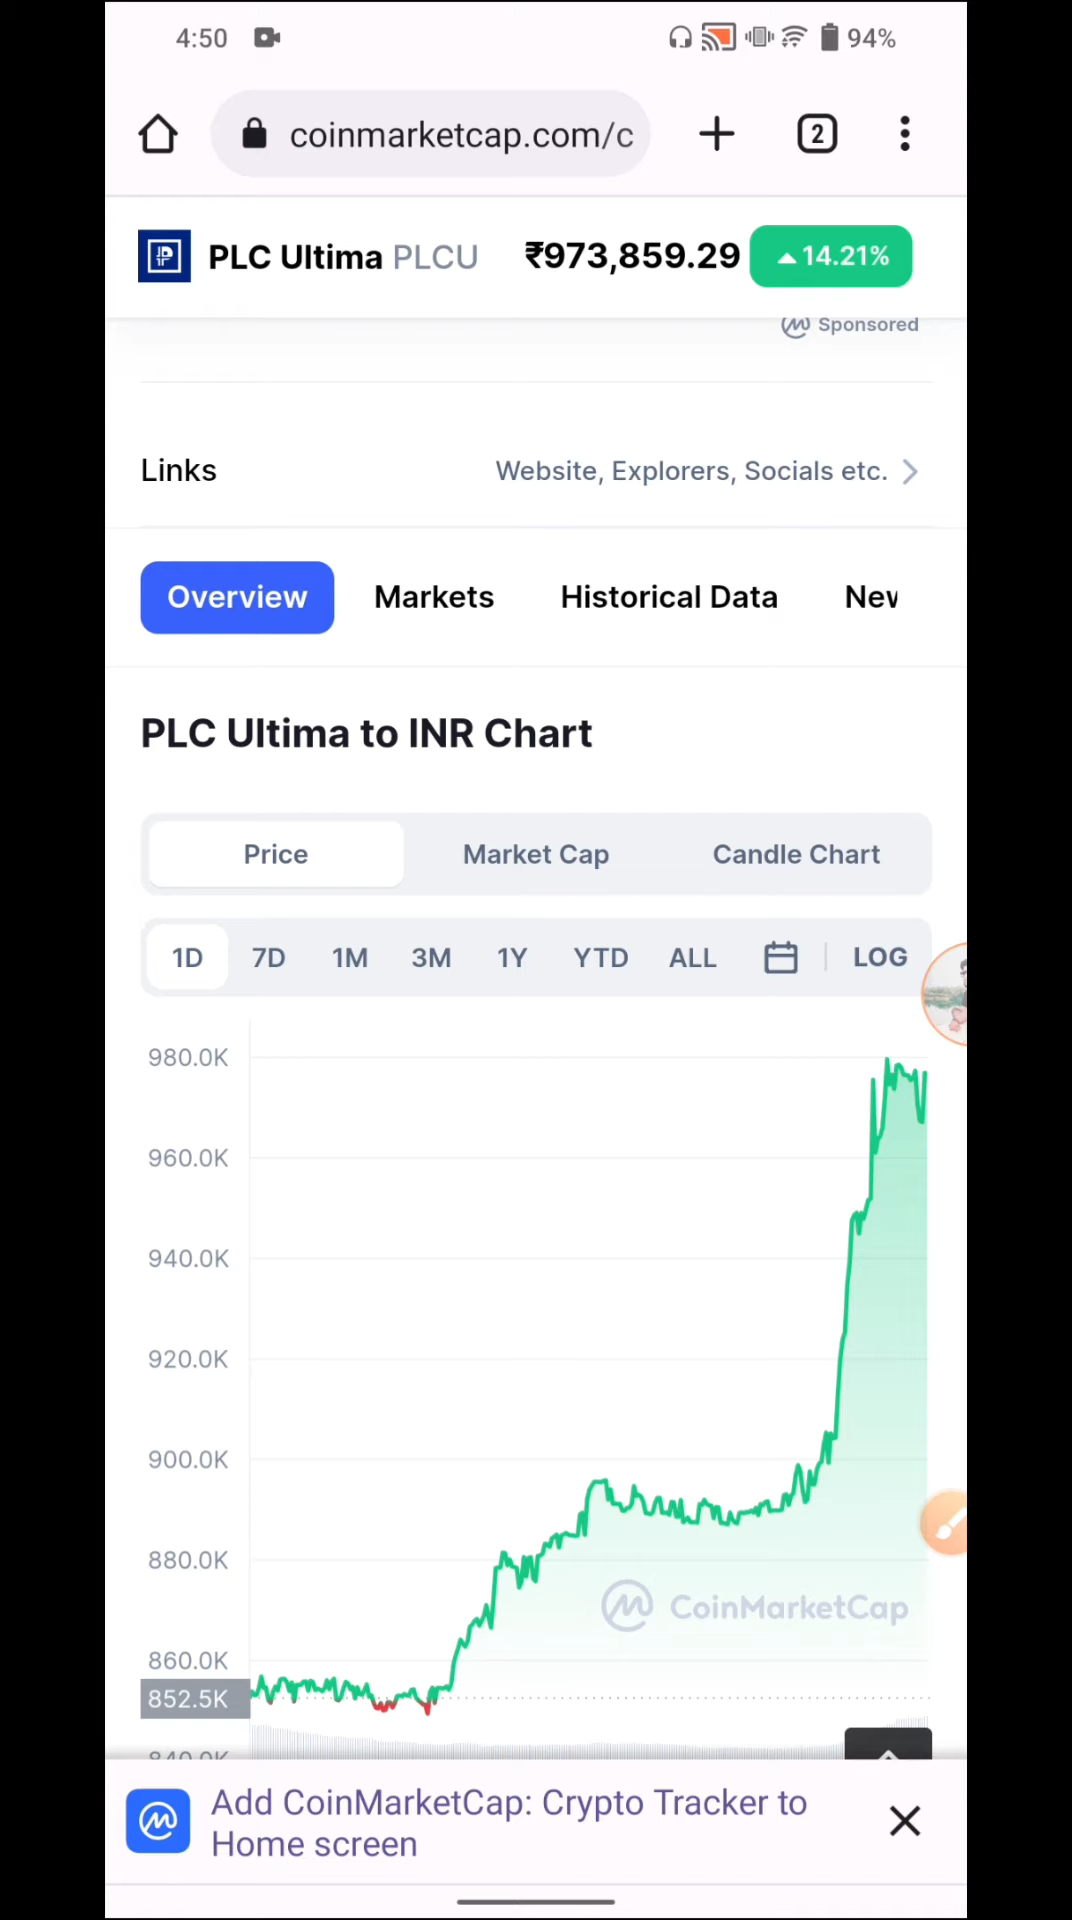 4:50
94%
coinmarketcap.com/c
2
PLC Ultima PLCU ₹973,859.29 14.21%
Sponsored
Links Website, Explorers, Socials etc.
Overview Markets Historical Data Nev
PLC Ultima to INR Chart
Price Market Cap Candle Chart
1D 7D 1M 3M 1Y YTD ALL LOG
980.0K
960.0K
940.0K
920.0K
900.0K
880.0K
CoinMarketCap
860.0K
852.5K
840.0K
Add CoinMarketCap: Crypto Tracker to
Home screen